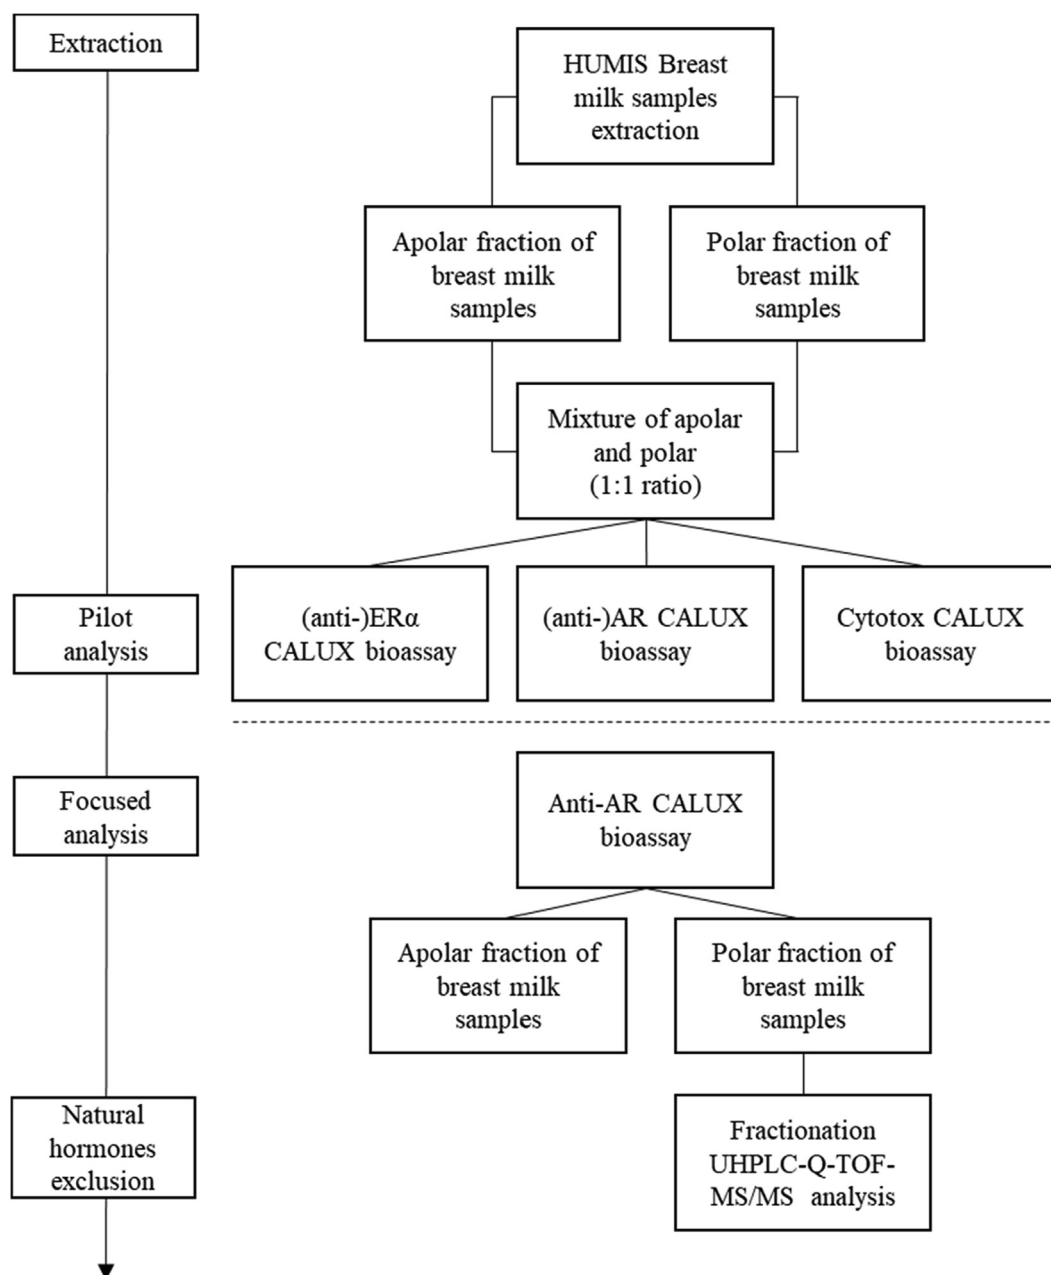 Extraction
HUMIS Breast
milk samples
extraction
Apolar fraction of
breast milk
samples
Polar fraction of
breast milk
samples
Mixture of apolar
and polar
(1:1 ratio)
Pilot
analysis
(anti-)ERα
CALUX bioassay
(anti-)AR CALUX
bioassay
Cytotox CALUX
bioassay
Focused
analysis
Anti-AR CALUX
bioassay
Apolar fraction of
breast milk
samples
Polar fraction of
breast milk
samples
Natural
hormones
exclusion
Fractionation
UHPLC-Q-TOF-
MS/MS analysis